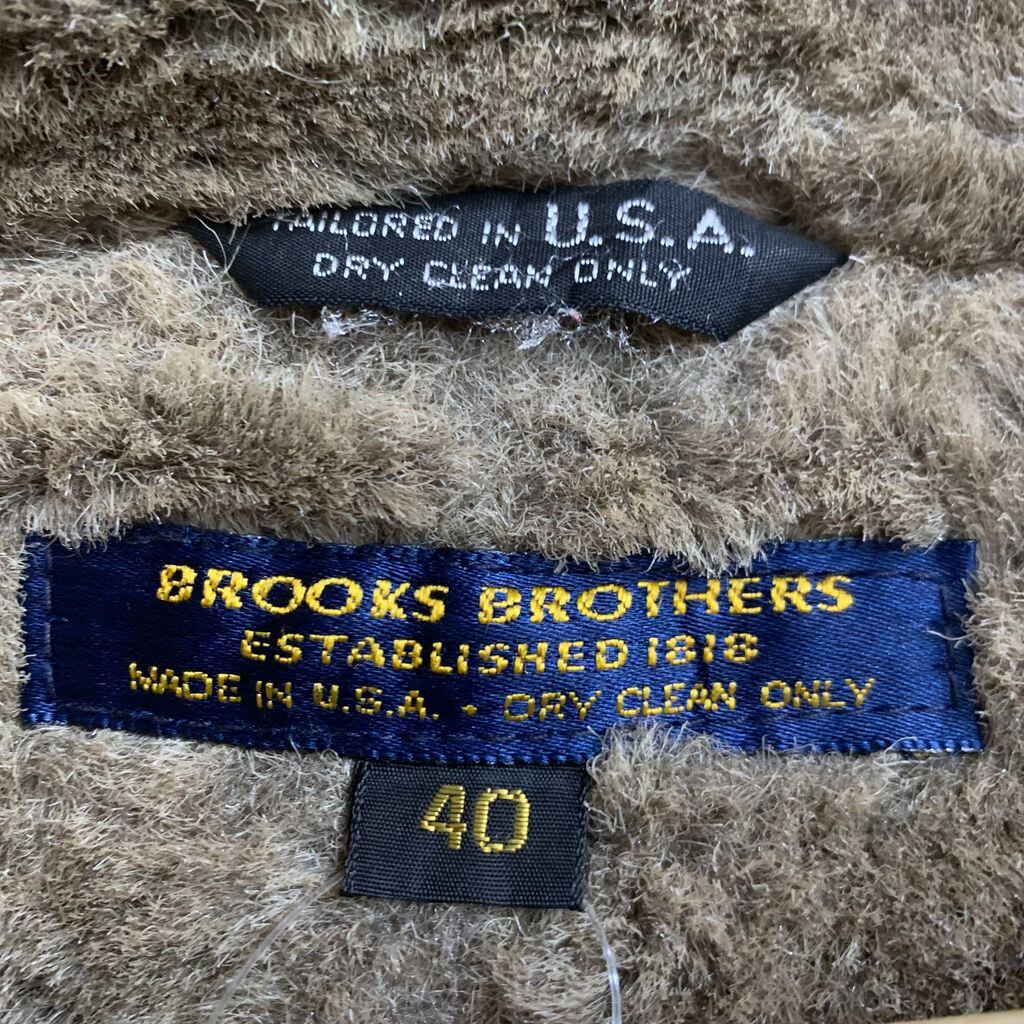 TAILORED IN U.S.A.
DRY CLEAN ONLY
BROOKS BROTHERS
ESTABLISHED 1818
MADE IN U.S.A. • DRY CLEAN ONLY
40